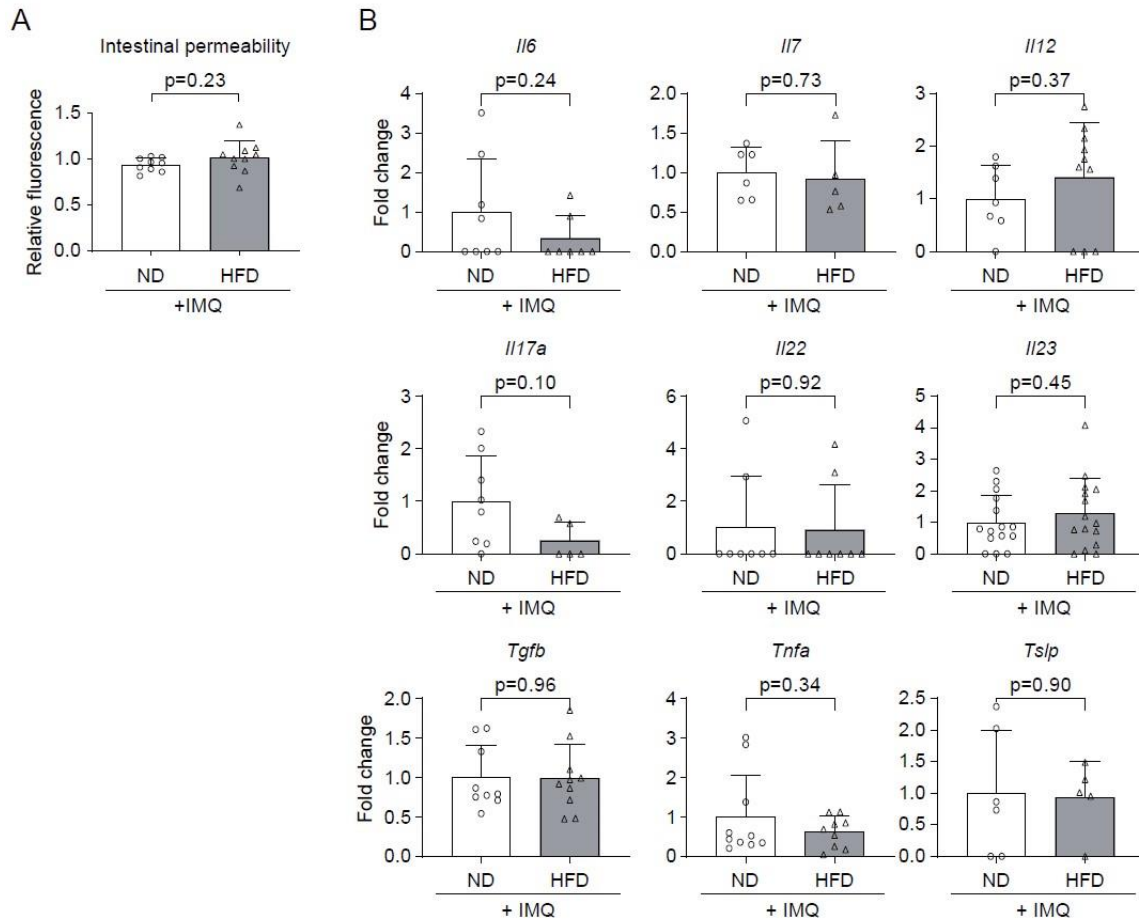 A
B
Intestinal permeability
p=0.23
Relative fluorescence
1.5
1.0
0.5
0.0
ND
HFD
+IMQ
Il6
p=0.24
Fold change
4
3
2
1
0
ND
HFD
+ IMQ
Il7
p=0.73
2.0
1.5
1.0
0.5
0.0
ND
HFD
+ IMQ
Il12
p=0.37
3
2
1
0
ND
HFD
+ IMQ
Il17a
p=0.10
Fold change
3
2
1
0
ND
HFD
+ IMQ
Il22
p=0.92
6
4
2
0
ND
HFD
+ IMQ
Il23
p=0.45
5
4
3
2
1
0
ND
HFD
+ IMQ
Tgfb
p=0.96
Fold change
2.0
1.5
1.0
0.5
0.0
ND
HFD
+ IMQ
Tnfa
p=0.34
4
3
2
1
0
ND
HFD
+ IMQ
Tslp
p=0.90
2.5
2.0
1.5
1.0
0.5
0.0
ND
HFD
+ IMQ